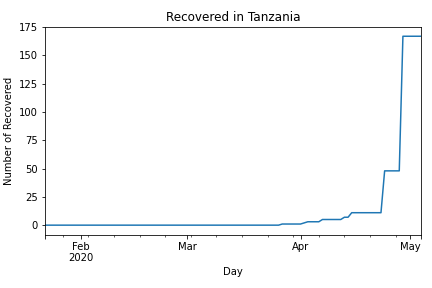 Recovered in Tanzania
175
150
125
100
75
50
25
0
Number of Recovered
Feb
2020
Mar
Apr
May
Day